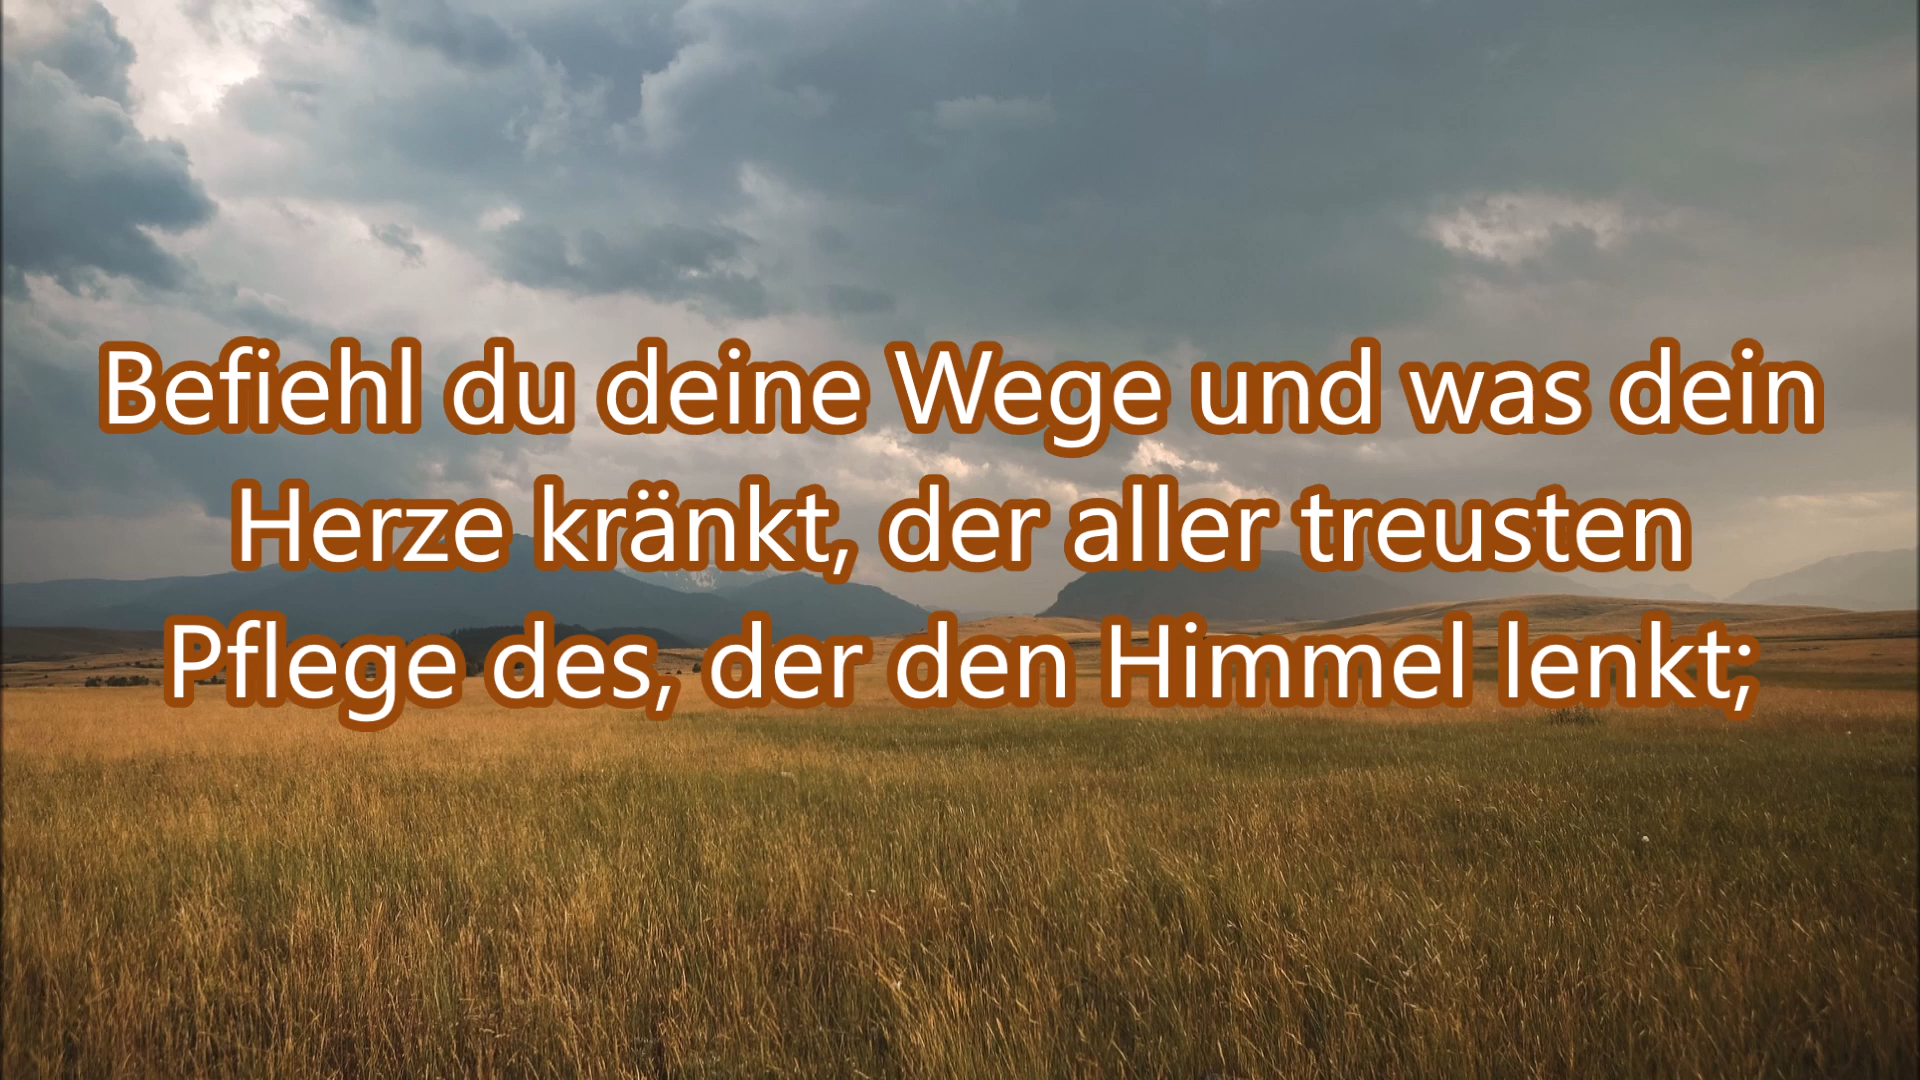 Befiehl du deine Wege und was dein
Herze kränkt, der aller treusten
Pflege des, der den Himmel lenkt;